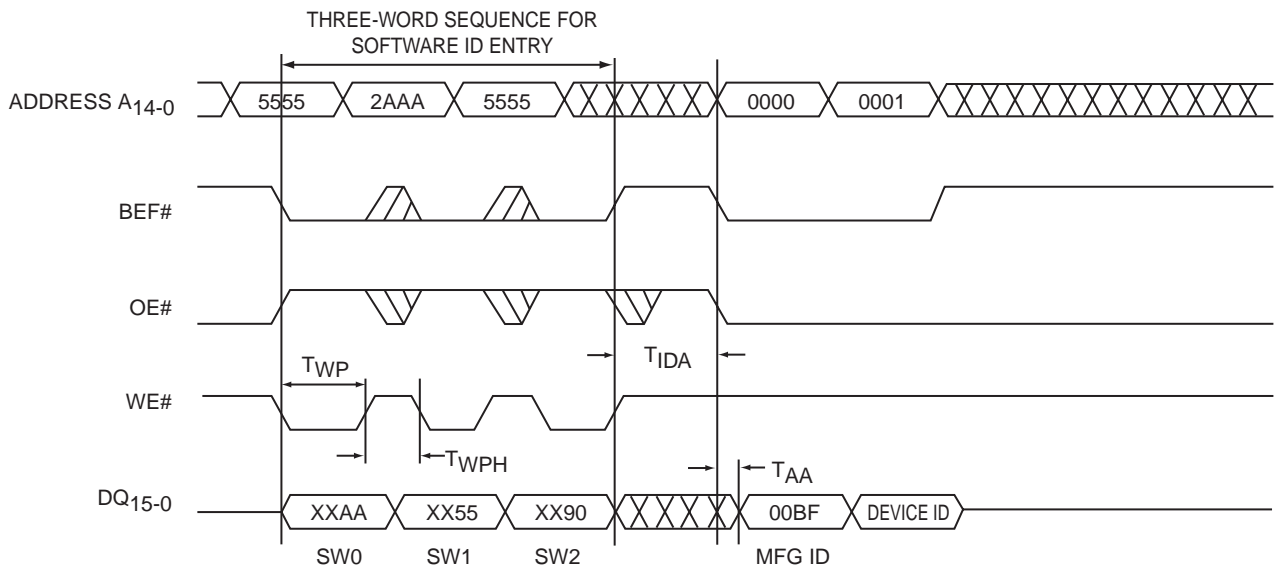 THREE-WORD SEQUENCE FOR
SOFTWARE ID ENTRY
ADDRESS A14-0
5555 2AAA 5555 0000 0001
BEF#
OE#
TIDA
TWP
WE#
TWPH
TAA
DQ15-0
XXAA XX55 XX90 00BF DEVICE ID
SW0 SW1 SW2 MFG ID